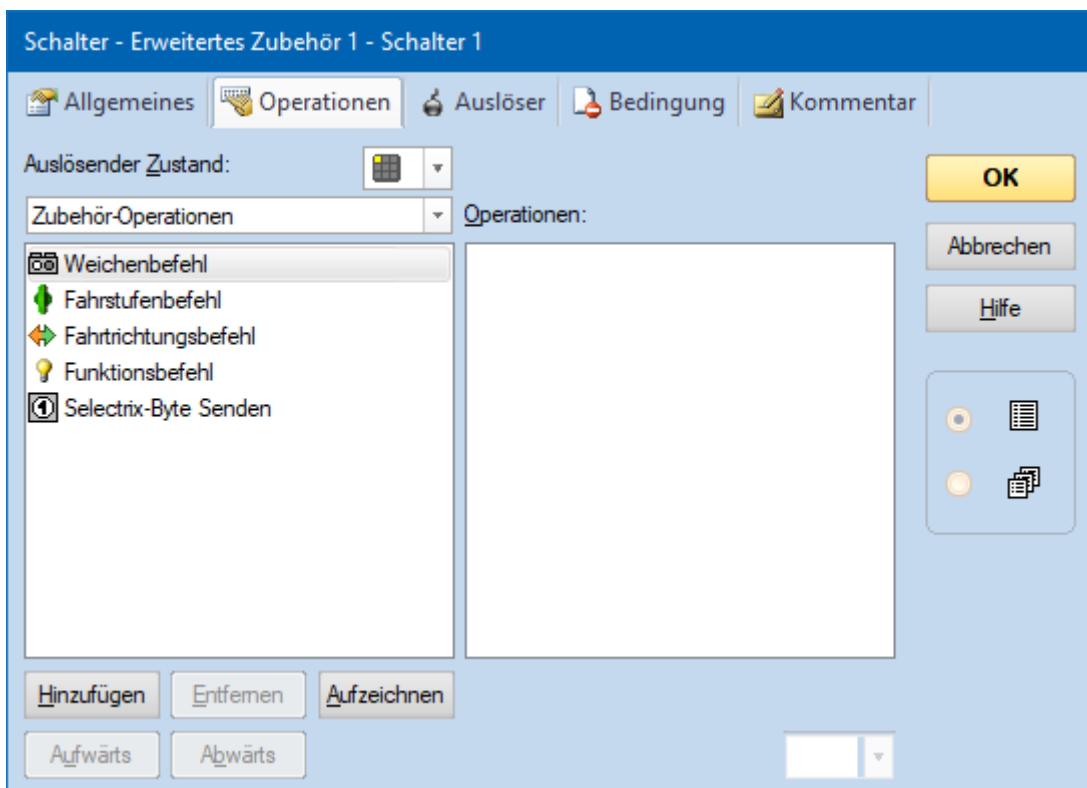 Schalter - Erweitertes Zubehör 1 - Schalter 1
Allgemeines Operationen Auslöser Bedingung Kommentar
Auslösender Zustand:
OK
Zubehör-Operationen
Operationen:
Abbrechen
Weichenbefehl
Fahrstufenbefehl
Hilfe
Fahrtrichtungsbefehl
Funktionsbefehl
Selectrix-Byte Senden
Hinzufügen Entfernen Aufzeichnen
Aufwärts Abwärts